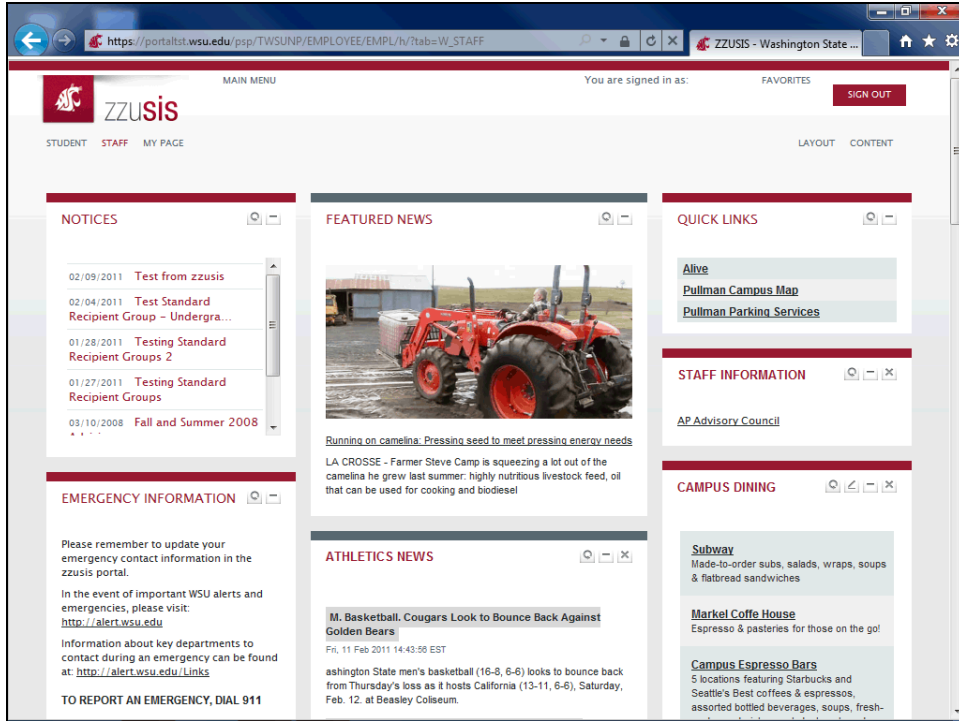 https://portaltst.wsu.edu/psp/TWSUNP/EMPLOYEE/EMPL/h/?tab=W_STAFF
ZZUSIS - Washington State ...
MAIN MENU
You are signed in as:
FAVORITES
SIGN OUT
zzusis
STUDENT STAFF MY PAGE
LAYOUT CONTENT
NOTICES
02/09/2011 Test from zzusis
02/04/2011 Test Standard
Recipient Group – Undergra...
01/28/2011 Testing Standard
Recipient Groups 2
01/27/2011 Testing Standard
Recipient Groups
03/10/2008 Fall and Summer 2008
EMERGENCY INFORMATION
Please remember to update your
emergency contact information in the
zzusis portal.
In the event of important WSU alerts and
emergencies, please visit:
http://alert.wsu.edu
Information about key departments to
contact during an emergency can be found
at: http://alert.wsu.edu/Links
TO REPORT AN EMERGENCY, DIAL 911
FEATURED NEWS
Running on camelina: Pressing seed to meet pressing energy needs
LA CROSSE - Farmer Steve Camp is squeezing a lot out of the
camelina he grew last summer: highly nutritious livestock feed, oil
that can be used for cooking and biodiesel
ATHLETICS NEWS
M. Basketball. Cougars Look to Bounce Back Against
Golden Bears
Fri, 11 Feb 2011 14:43:56 EST
ashington State men's basketball (16-8, 6-6) looks to bounce back
from Thursday's loss as it hosts California (13-11, 6-6), Saturday,
Feb. 12. at Beasley Coliseum.
QUICK LINKS
Alive
Pullman Campus Map
Pullman Parking Services
STAFF INFORMATION
AP Advisory Council
CAMPUS DINING
Subway
Made-to-order subs, salads, wraps, soups
& flatbread sandwiches
Markel Coffe House
Espresso & pasteries for those on the go!
Campus Espresso Bars
5 locations featuring Starbucks and
Seattle's Best coffees & espressos,
assorted bottled beverages, soups, fresh-